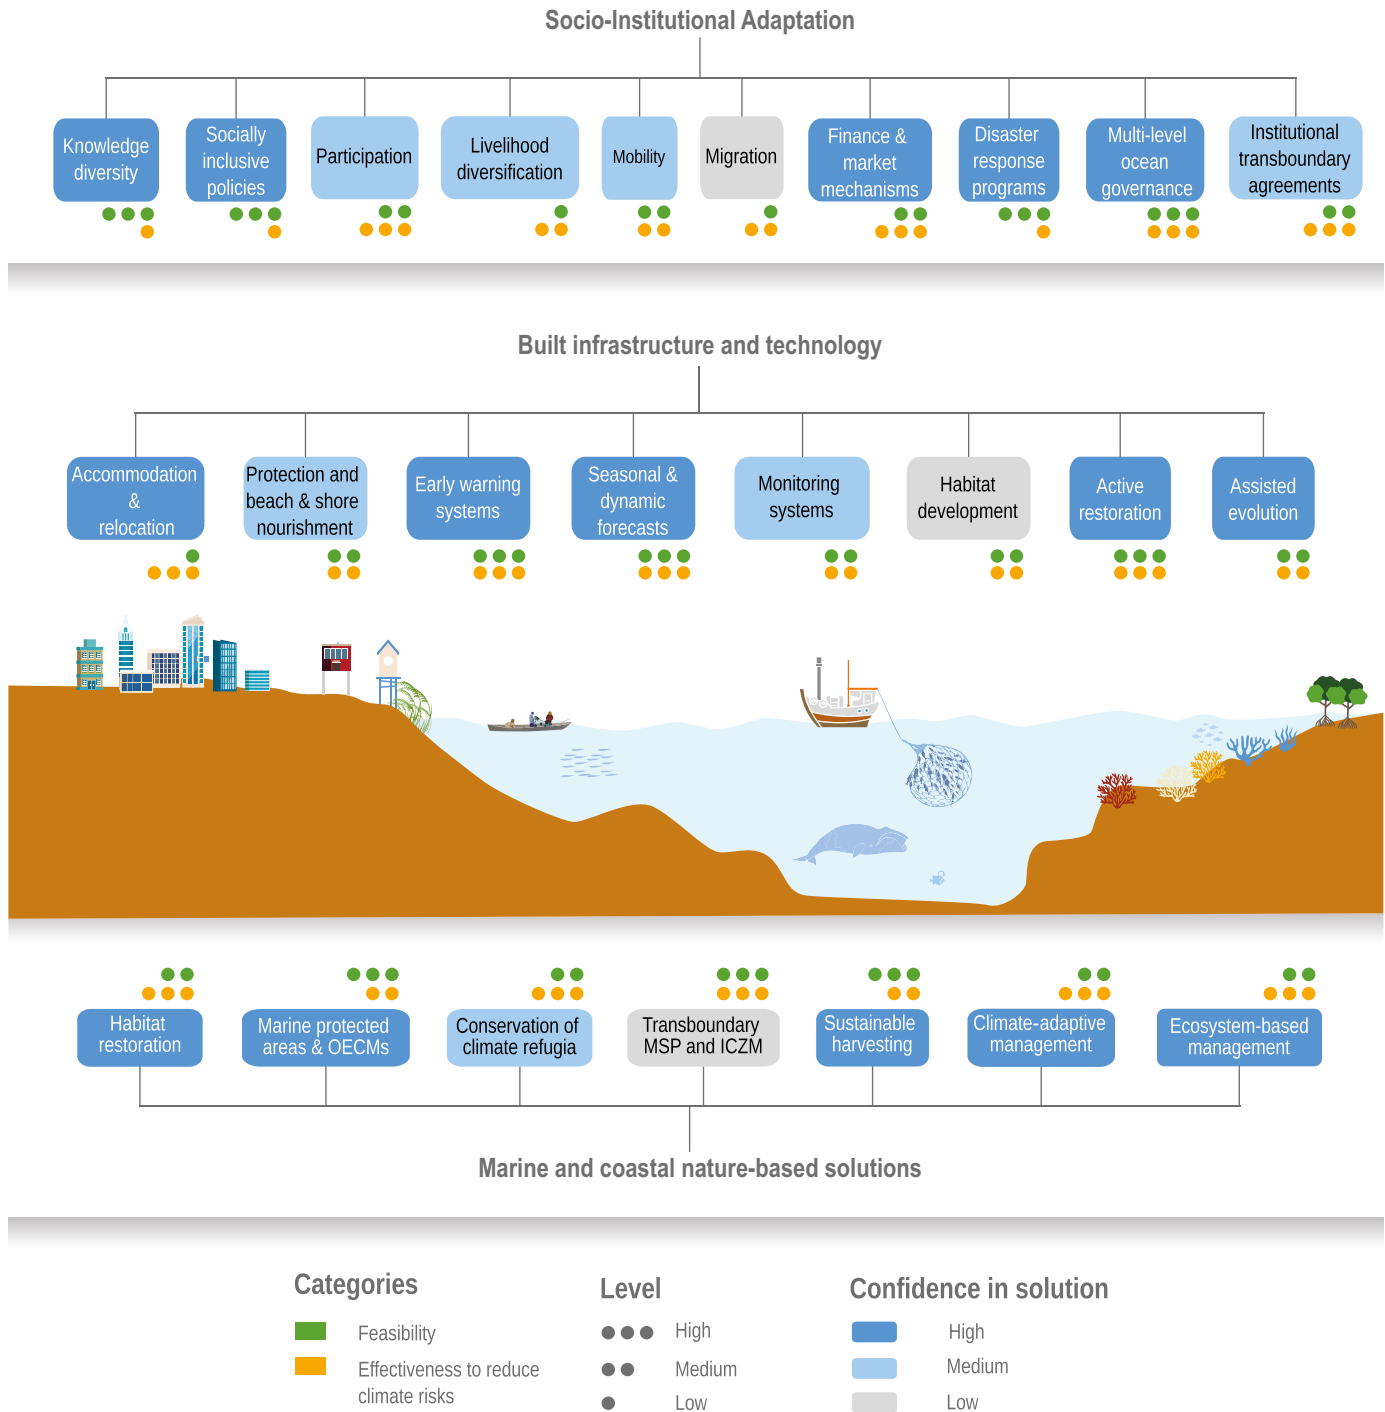 Socio-Institutional Adaptation
Knowledge
diversity
Socially
inclusive
policies
Participation
Livelihood
diversification
Mobility
Migration
Finance &
market
mechanisms
Disaster
response
programs
Multi-level
ocean
governance
Institutional
transboundary
agreements
Built infrastructure and technology
Accommodation
&
relocation
Protection and
beach & shore
nourishment
Early warning
systems
Seasonal &
dynamic
forecasts
Monitoring
systems
Habitat
development
Active
restoration
Assisted
evolution
Habitat
restoration
Marine protected
areas & OECMs
Conservation of
climate refugia
Transboundary
MSP and ICZM
Sustainable
harvesting
Climate-adaptive
management
Ecosystem-based
management
Marine and coastal nature-based solutions
Categories
Feasibility
Effectiveness to reduce
climate risks
Level
High
Medium
Low
Confidence in solution
High
Medium
Low